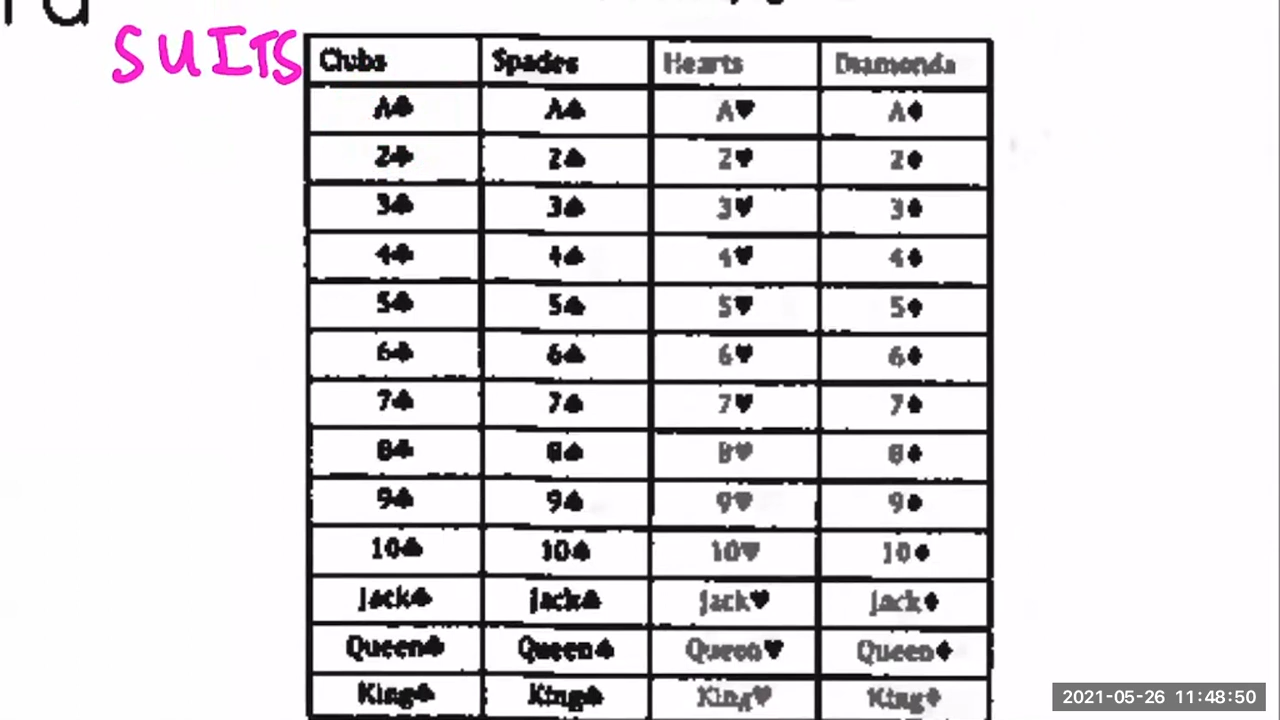 SUITS
Clubs Spades Hearts Diamonds
A♣ A♠ A♥ A♦
2♣ 2♠ 2♥ 2♦
3♣ 3♠ 3♥ 3♦
4♣ 4♠ 4♥ 4♦
5♣ 5♠ 5♥ 5♦
6♣ 6♠ 6♥ 6♦
7♣ 7♠ 7♥ 7♦
8♣ 8♠ 8♥ 8♦
9♣ 9♠ 9♥ 9♦
10♣ 10♠ 10♥ 10♦
Jack♣ Jack♠ Jack♥ Jack♦
Queen♣ Queen♠ Queen♥ Queen♦
King♣ King♠ King♥ King♦
2021-05-26 11:48:50